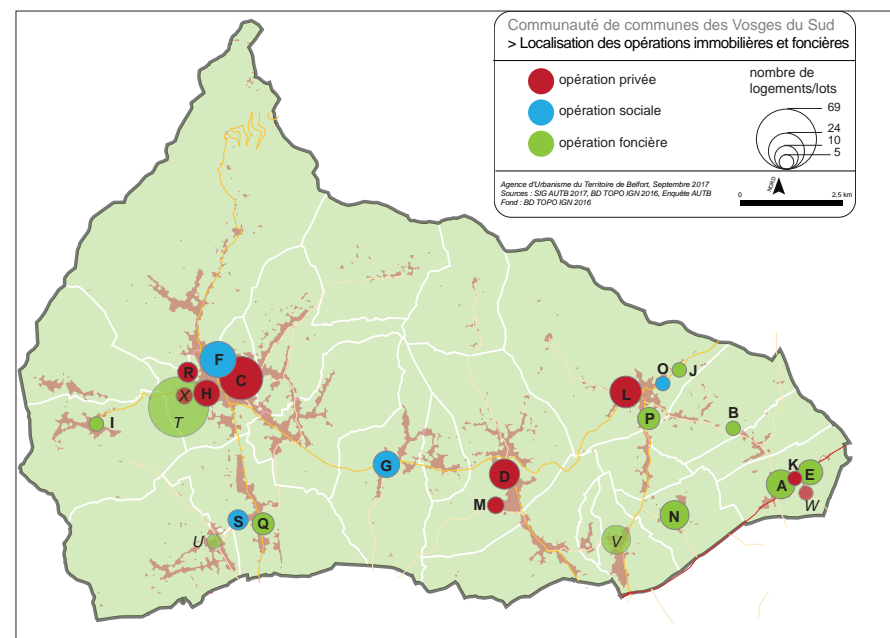 Communauté de communes des Vosges du Sud
> Localisation des opérations immobilières et foncières
opération privée
opération sociale
opération foncière
nombre de
logements/lots
69
24
10
5
Agence d'Urbanisme du Territoire de Belfort, Septembre 2017
Sources : SIG AUTB 2017, BD TOPO IGN 2016, Enquête AUTB
Fond : BD TOPO IGN 2016
NORD
0
2,5 km
F
R
C
X
H
T
I
O
J
L
P
B
G
D
K
E
A
W
M
N
S
Q
U
V